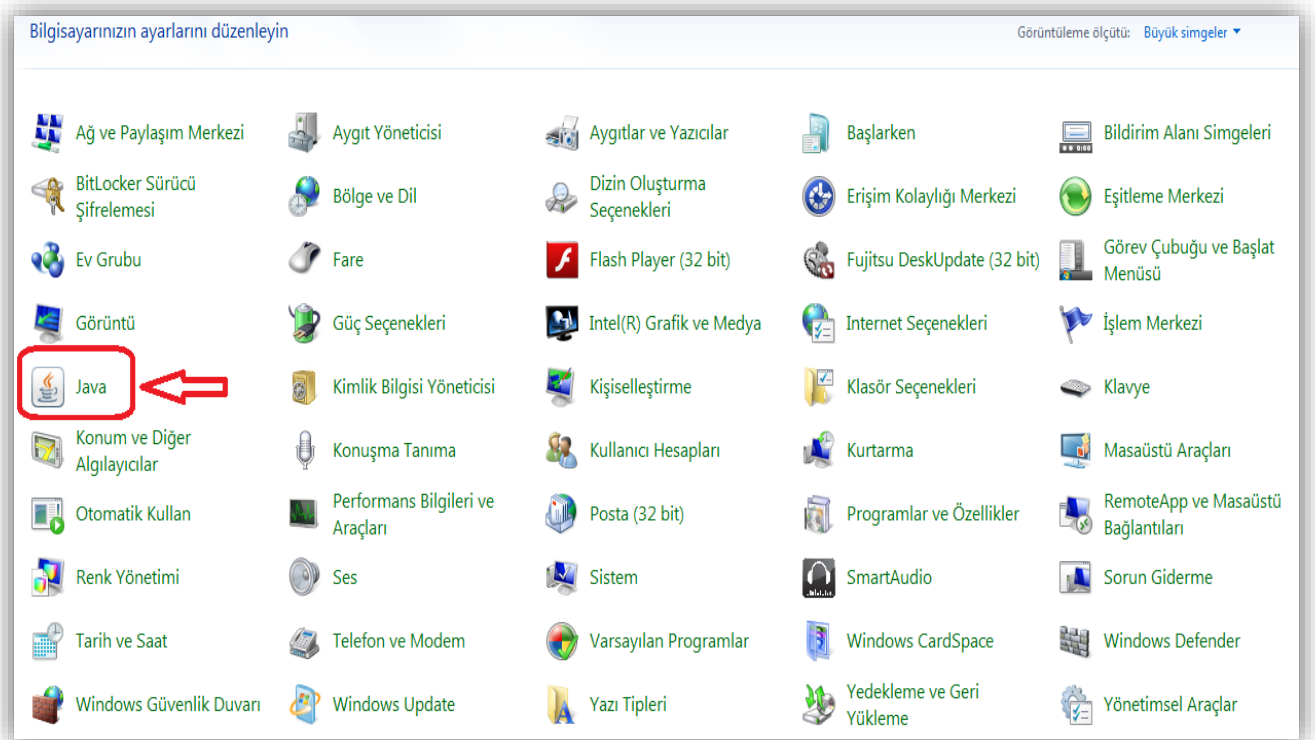 Bilgisayarınızın ayarlarını düzenleyin
Görüntüleme ölçütü: Büyük simgeler
Ağ ve Paylaşım Merkezi
Aygıt Yöneticisi
Aygıtlar ve Yazıcılar
Başlarken
Bildirim Alanı Simgeleri
BitLocker Sürücü
Şifrelemesi
Bölge ve Dil
Dizin Oluşturma
Seçenekleri
Erişim Kolaylığı Merkezi
Eşitleme Merkezi
Ev Grubu
Fare
Flash Player (32 bit)
Fujitsu DeskUpdate (32 bit)
Görev Çubuğu ve Başlat
Menüsü
Görüntü
Güç Seçenekleri
Intel(R) Grafik ve Medya
Internet Seçenekleri
İşlem Merkezi
Java
Kimlik Bilgisi Yöneticisi
Kişiselleştirme
Klasör Seçenekleri
Klavye
Konum ve Diğer
Algılayıcılar
Konuşma Tanıma
Kullanıcı Hesapları
Kurtarma
Masaüstü Araçları
Otomatik Kullan
Performans Bilgileri ve
Araçları
Posta (32 bit)
Programlar ve Özellikler
RemoteApp ve Masaüstü
Bağlantıları
Renk Yönetimi
Ses
Sistem
SmartAudio
Sorun Giderme
Tarih ve Saat
Telefon ve Modem
Varsayılan Programlar
Windows CardSpace
Windows Defender
Windows Güvenlik Duvarı
Windows Update
Yazı Tipleri
Yedekleme ve Geri
Yükleme
Yönetimsel Araçlar